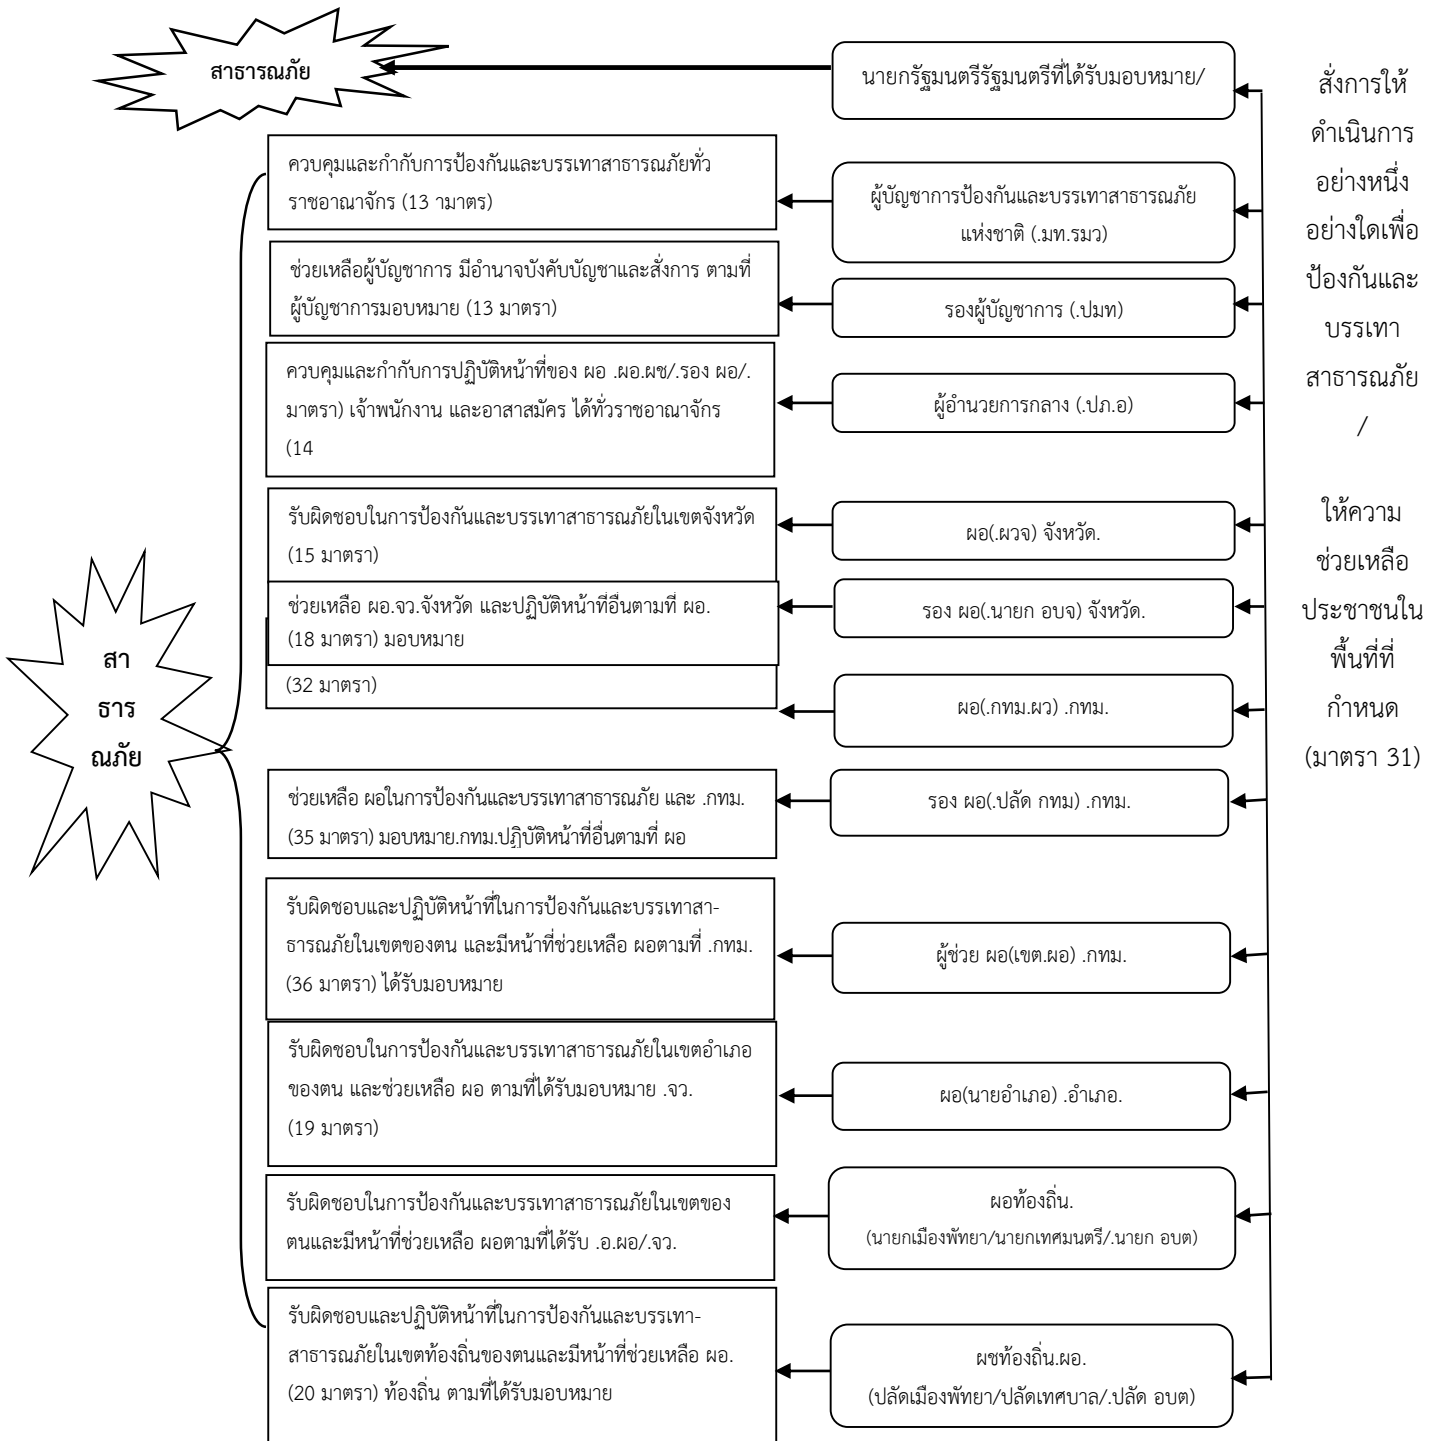 สาธารณภัย
นายกรัฐมนตรีรัฐมนตรีที่ได้รับมอบหมาย/
สั่งการให้
ดำเนินการ
อย่างหนึ่ง
อย่างใดเพื่อ
ป้องกันและ
บรรเทา
สาธารณภัย
/
ให้ความ
ช่วยเหลือ
ประชาชนใน
พื้นที่ที่
กำหนด
(มาตรา 31)
ควบคุมและกำกับการป้องกันและบรรเทาสาธารณภัยทั่ว
ราชอาณาจักร (13 ามาตร)
ผู้บัญชาการป้องกันและบรรเทาสาธารณภัย
แห่งชาติ (.มท.รมว)
ช่วยเหลือผู้บัญชาการ มีอำนาจบังคับบัญชาและสั่งการ ตามที่
ผู้บัญชาการมอบหมาย (13 มาตรา)
รองผู้บัญชาการ (.ปมท)
ควบคุมและกำกับการปฏิบัติหน้าที่ของ ผอ .ผอ.ผช/.รอง ผอ/.
มาตรา) เจ้าพนักงาน และอาสาสมัคร ได้ทั่วราชอาณาจักร
(14
ผู้อำนวยการกลาง (.ปภ.อ)
รับผิดชอบในการป้องกันและบรรเทาสาธารณภัยในเขตจังหวัด
(15 มาตรา)
ผอ(.ผวจ) จังหวัด.
ช่วยเหลือ ผอ.จว.จังหวัด และปฏิบัติหน้าที่อื่นตามที่ ผอ.
(18 มาตรา) มอบหมาย
รอง ผอ(.นายก อบจ) จังหวัด.
(32 มาตรา)
ผอ(.กทม.ผว) .กทม.
สา
ธาร
ณภัย
ช่วยเหลือ ผอในการป้องกันและบรรเทาสาธารณภัย และ .กทม.
(35 มาตรา) มอบหมาย.กทม.ปฏิบัติหน้าที่อื่นตามที่ ผอ
รอง ผอ(.ปลัด กทม) .กทม.
รับผิดชอบและปฏิบัติหน้าที่ในการป้องกันและบรรเทาสา-
ธารณภัยในเขตของตน และมีหน้าที่ช่วยเหลือ ผอตามที่ .กทม.
(36 มาตรา) ได้รับมอบหมาย
ผู้ช่วย ผอ(เขต.ผอ) .กทม.
รับผิดชอบในการป้องกันและบรรเทาสาธารณภัยในเขตอำเภอ
ของตน และช่วยเหลือ ผอ ตามที่ได้รับมอบหมาย .จว.
(19 มาตรา)
ผอ(นายอำเภอ) .อำเภอ.
รับผิดชอบในการป้องกันและบรรเทาสาธารณภัยในเขตของ
ตนและมีหน้าที่ช่วยเหลือ ผอตามที่ได้รับ .อ.ผอ/.จว.
ผอท้องถิ่น.
(นายกเมืองพัทยา/นายกเทศมนตรี/.นายก อบต)
รับผิดชอบและปฏิบัติหน้าที่ในการป้องกันและบรรเทา-
สาธารณภัยในเขตท้องถิ่นของตนและมีหน้าที่ช่วยเหลือ ผอ.
(20 มาตรา) ท้องถิ่น ตามที่ได้รับมอบหมาย
ผชท้องถิ่น.ผอ.
(ปลัดเมืองพัทยา/ปลัดเทศบาล/.ปลัด อบต)